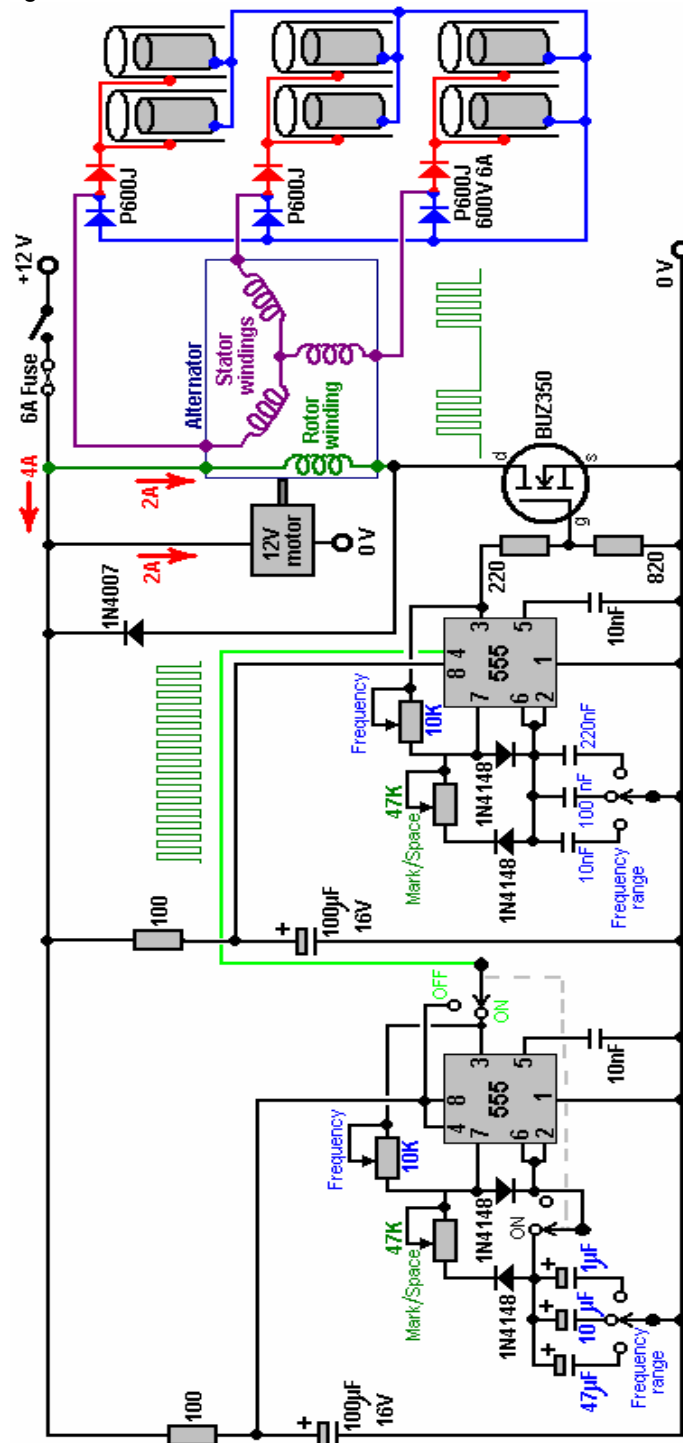 +12 V
6A Fuse
4A
2A
2A
12V
motor
0 V
Alternator
Stator
windings
Rotor
winding
P600J
P600J
P600J
600V 6A
1N4007
100
100µF
16V
+
Frequency
10K
47K
Mark/Space
1N4148
1N4148
10nF
100nF
220nF
Frequency
range
555
8
4
3
7
6
2
1
5
10nF
220
820
BUZ350
d
g
s
0 V
100
100µF
16V
+
Frequency
10K
47K
Mark/Space
1N4148
1N4148
ON
OFF
ON
555
4
8
3
7
6
2
1
5
10nF
+
47µF
+
10µF
+
1µF
Frequency
range